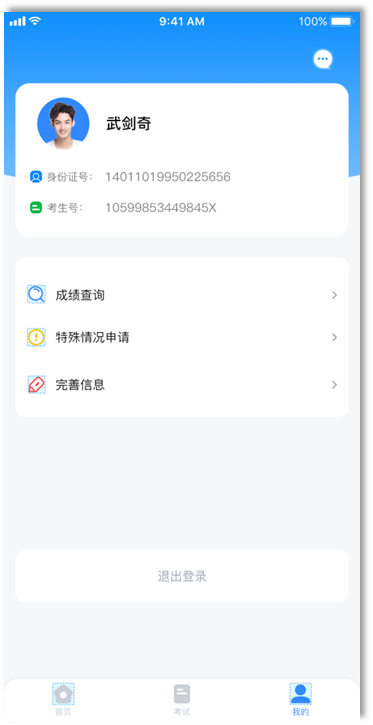 9:41 AM
100%
武剑奇
身份证号： 14011019950225656
考生号： 10599853449845X
成绩查询
特殊情况申请
完善信息
退出登录
首页 考试 我的